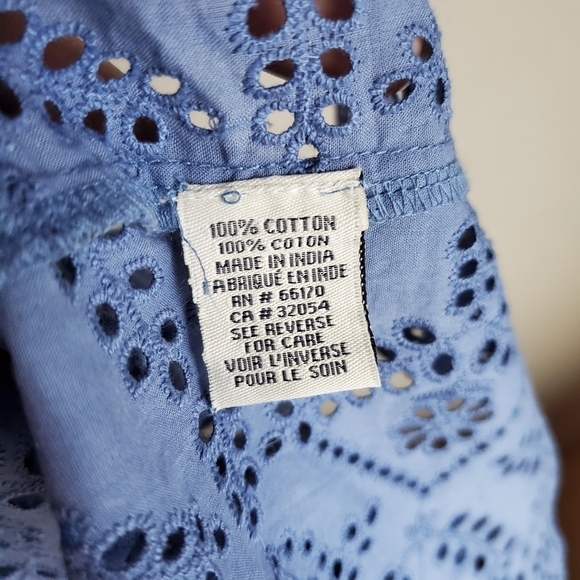 100% COTTON
100% COTON
MADE IN INDIA
FABRIQUÉ EN INDE
RN # 66170
CA # 32054
SEE REVERSE
FOR CARE
VOIR L'INVERSE
POUR LE SOIN